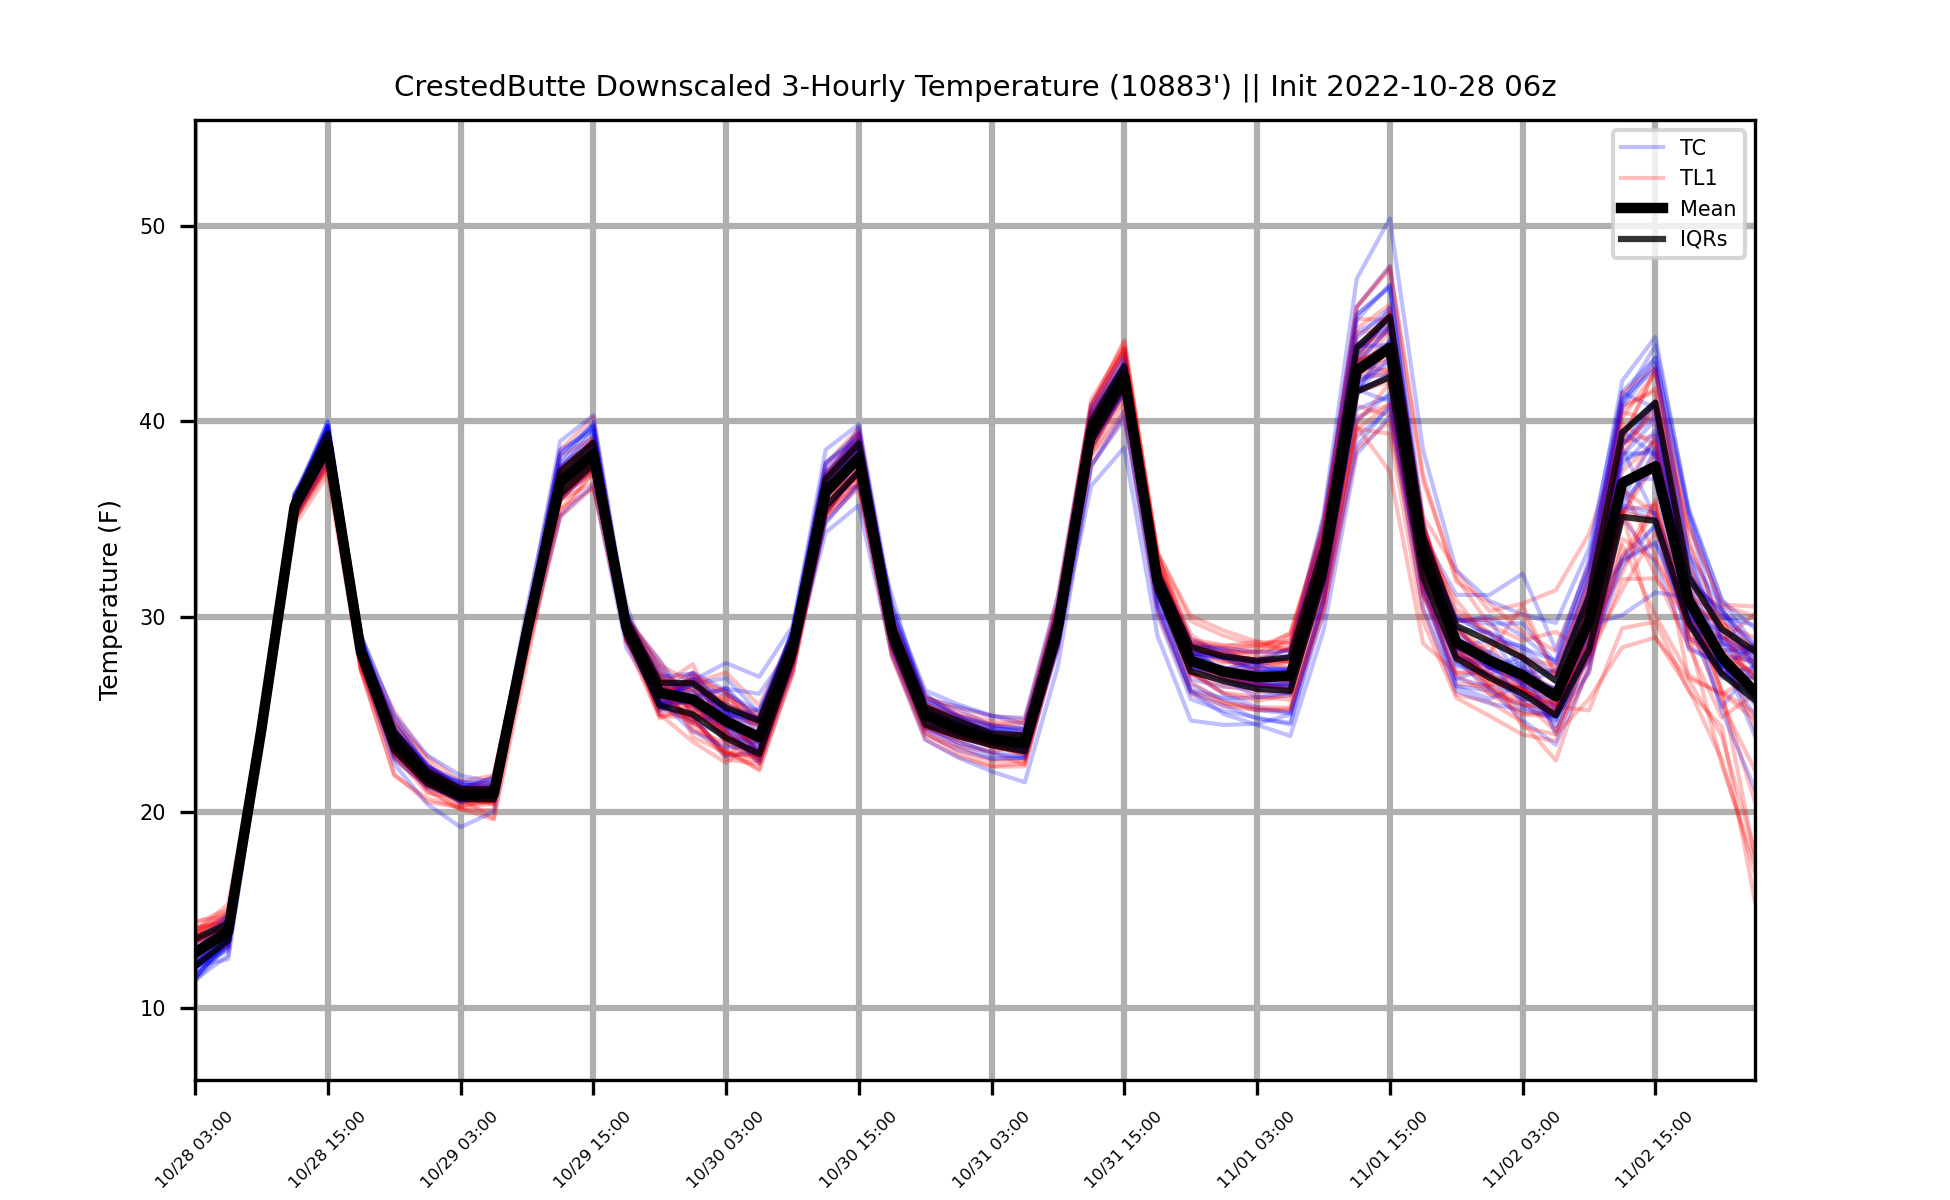 CrestedButte Downscaled 3-Hourly Temperature (10883') || Init 2022-10-28 06z
TC
TL1
Mean
IQRs
Temperature (F)
50
40
30
20
10
10/28 03:00
10/28 15:00
10/29 03:00
10/29 15:00
10/30 03:00
10/30 15:00
10/31 03:00
10/31 15:00
11/01 03:00
11/01 15:00
11/02 03:00
11/02 15:00